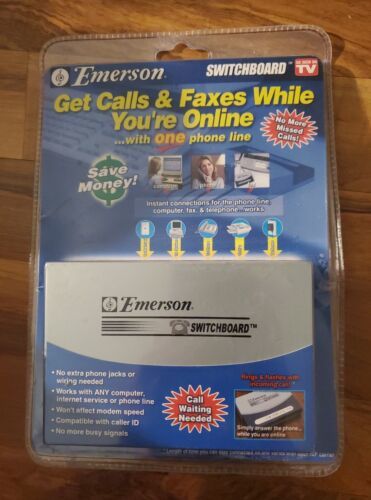 Emerson SWITCHBOARD™ AS SEEN ON TV
Get Calls & Faxes While
You're Online
...with one phone line
No More
Missed
Calls!
Save
Money!
computer phone
Instant connections for the phone line,
computer, fax, & telephone...works
Emerson
SWITCHBOARD™
• No extra phone jacks or
wiring needed
• Works with ANY computer,
internet service or phone line
• Won't affect modem speed
• Compatible with caller ID
• No more busy signals
Call
Waiting
Needed
Rings & flashes with
incoming call*
Simply answer the phone...
while you are online